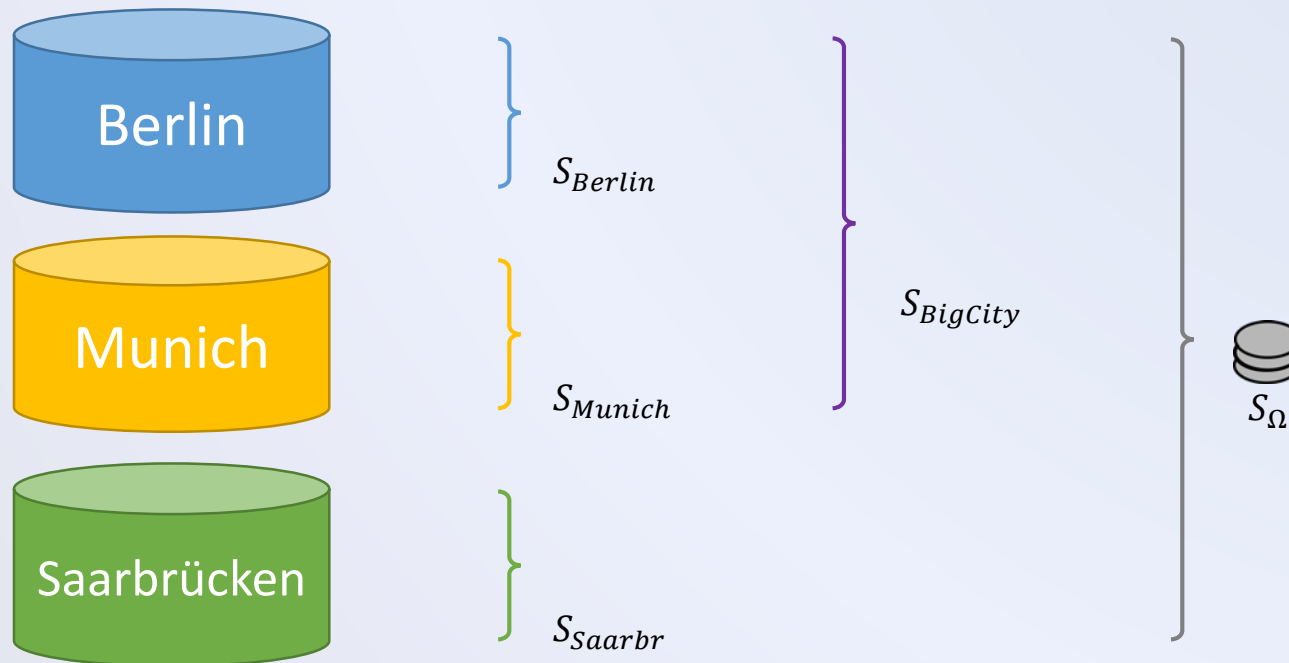 Berlin
S_Berlin
Munich
S_BigCity
S_Munich
S_Ω
Saarbrücken
S_Saarbr